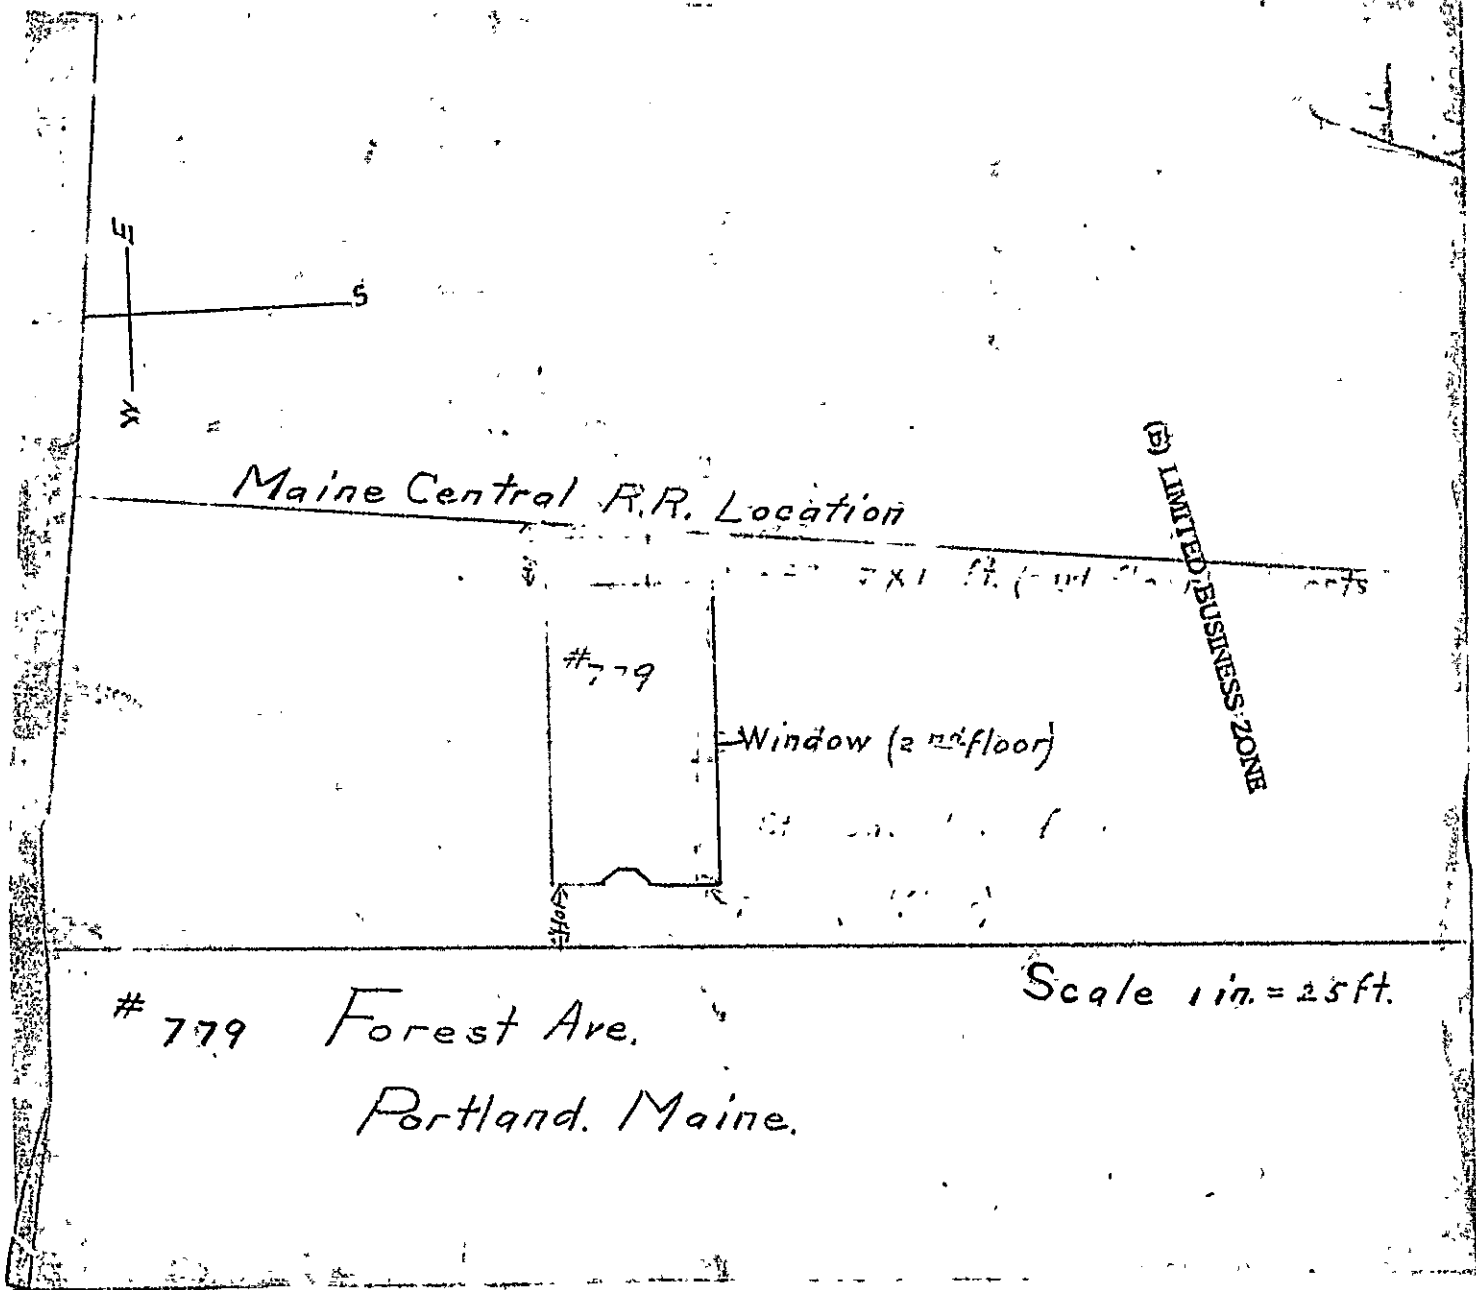 E
S
W
Maine Central R.R. Location
(B) LIMITED BUSINESS ZONE
#779
Window (2nd floor)
# 779 Forest Ave.
Scale 1 in. = 25 ft.
Portland. Maine.